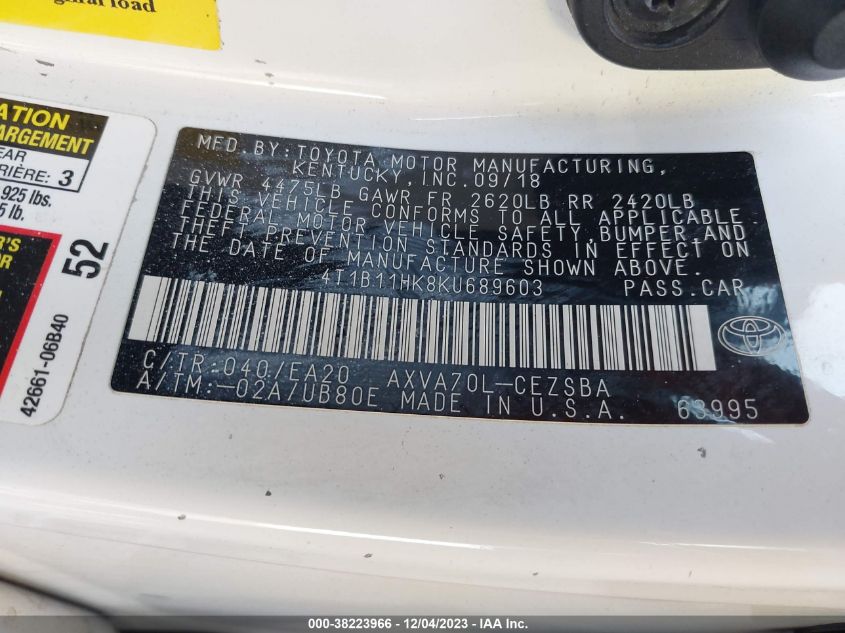 ginal load
ATION
ARGEMENT
EAR
RIÈRE: 3
925 lbs.
5 lb.
R'S
OR
52
42661-06B40
MFD.BY:TOYOTA MOTOR MANUFACTURING,
KENTUCKY,INC.09/18
GVWR 4475LB GAWR FR 2620LB RR 2420LB
THIS VEHICLE CONFORMS TO ALL APPLICABLE
FEDERAL MOTOR VEHICLE SAFETY,BUMPER,AND
THEFT PREVENTION STANDARDS IN EFFECT ON
THE DATE OF MANUFACTURE SHOWN ABOVE.
4T1B11HK8KU689603 PASS.CAR
C/TR:040/EA20 AXVA70L-CEZSBA
A/TM:-02A/UB80E MADE IN U.S.A. 63995
000-38223966 - 12/04/2023 - IAA Inc.